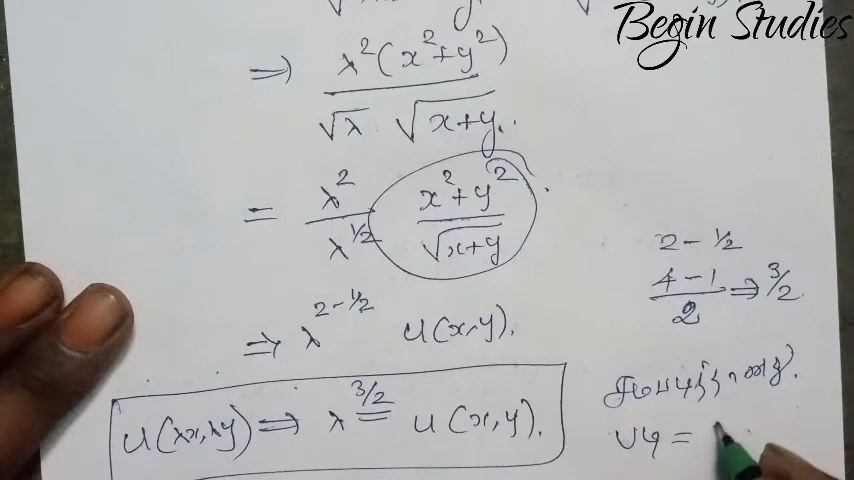 Begin Studies
⇒ λ²(x²+y²) / √λ √x+y.
= λ² / λ^1/2 x²+y² / √x+y
2 - 1/2
4 - 1 / 2 ⇒ 3/2
⇒ λ^2-1/2 u(x,y).
u(λx, λy) ⇒ λ^3/2 u(x,y).
படி =